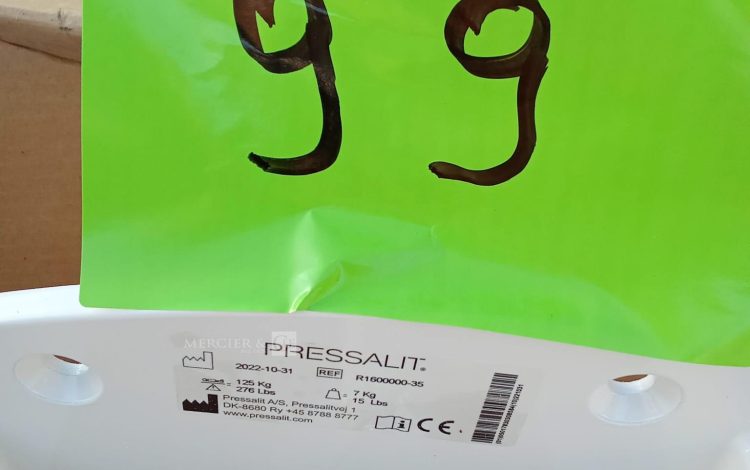 99
MERCIER &
PRESSALIT®
2022-10-31 REF R1600000-35
= 125 Kg = 7 Kg
276 Lbs 15 Lbs
Pressalit A/S, Pressalitvej 1
DK-8680 Ry +45 8788 8777
www.pressalit.com
i CE